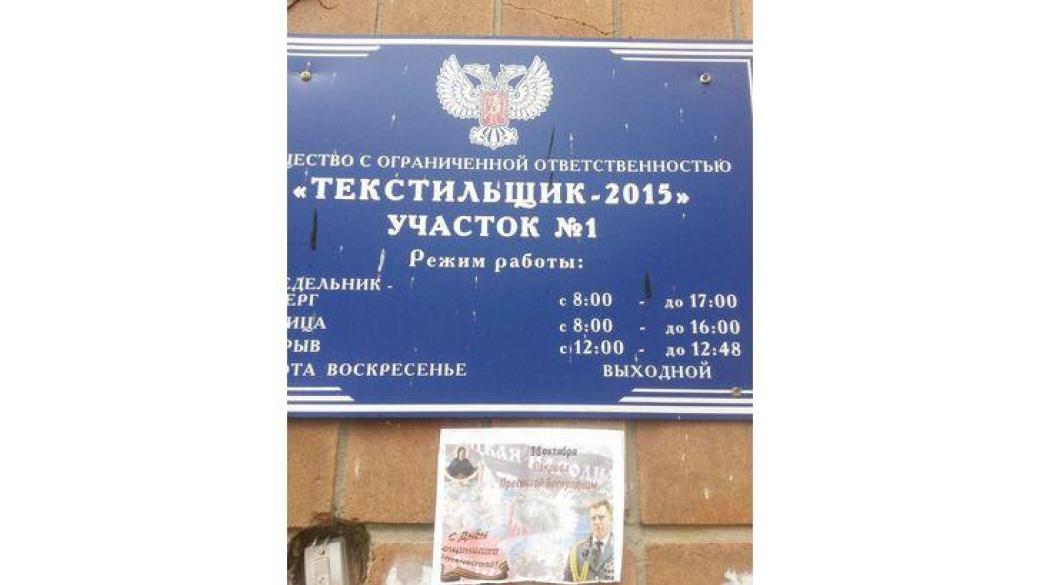 ЩЕСТВО С ОГРАНИЧЕННОЙ ОТВЕТСТВЕННОСТЬЮ
«ТЕКСТИЛЬЩИК-2015»
УЧАСТОК №1
Режим работы:
ЕДЕЛЬНИК -
ЕРГ с 8:00 - до 17:00
ИЦА с 8:00 - до 16:00
РЫВ с 12:00 - до 12:48
ОТА ВОСКРЕСЕНЬЕ ВЫХОДНОЙ
14 октября
Покрова
Пресвятой Богородицы
С Днём